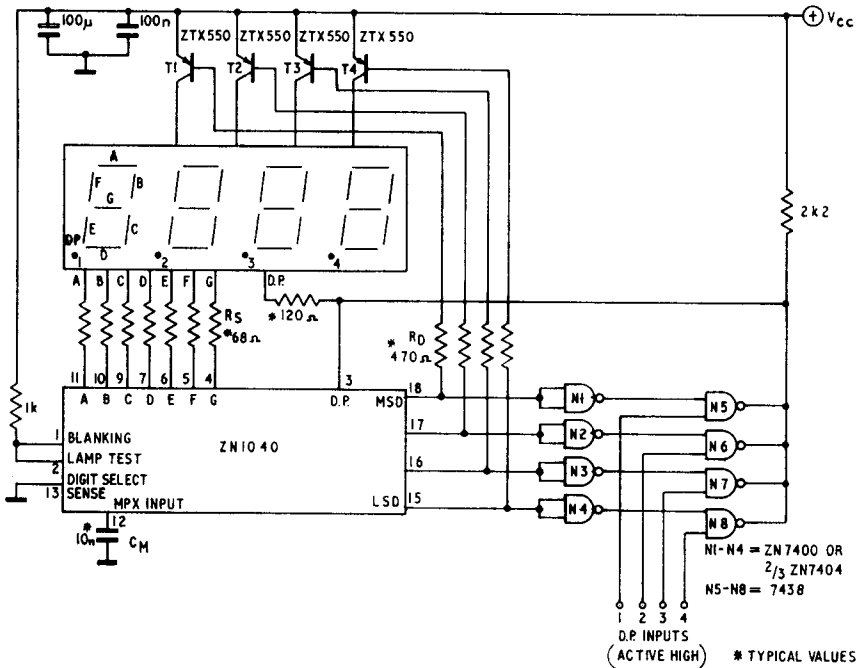 100µ
100n
ZTX550
ZTX550
ZTX550
ZTX550
+ Vcc
T1
T2
T3
T4
A
F
B
G
E
C
D
DP
*1
*2
*3
*4
2k2
A B C D E F G
D.P.
RS
*68Ω
*120Ω
* RD
470Ω
1k
11 10 9 7 6 5 4
3
18
A B C D E F G
D.P.
MSD
17
16
15
LSD
1
BLANKING
LAMP TEST
2
DIGIT SELECT
13 SENSE
MPX INPUT
ZN1040
12
*
10n
CM
N1
N2
N3
N4
N5
N6
N7
N8
N1-N4 = ZN7400 OR
2/3 ZN7404
N5-N8 = 7438
1 2 3 4
D.P. INPUTS
(ACTIVE HIGH)
* TYPICAL VALUES